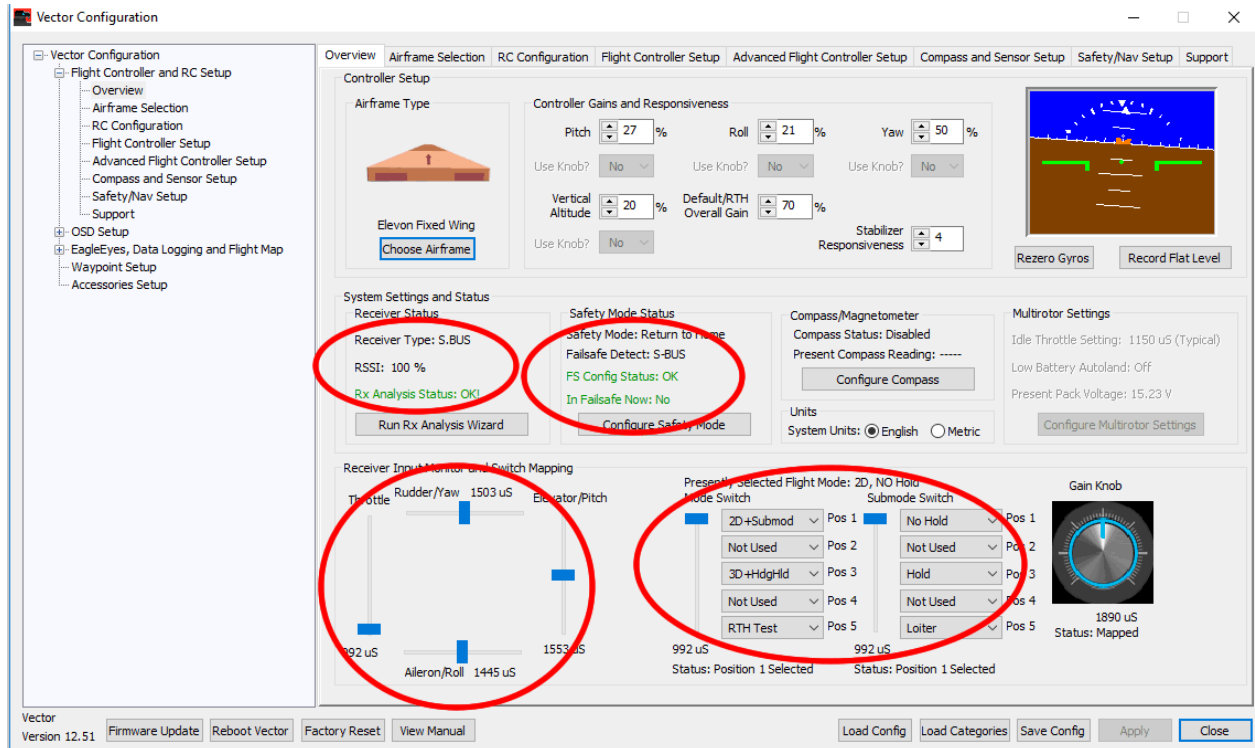 Vector Configuration
Vector Configuration
Flight Controller and RC Setup
Overview
Airframe Selection
RC Configuration
Flight Controller Setup
Advanced Flight Controller Setup
Compass and Sensor Setup
Safety/Nav Setup
Support
OSD Setup
EagleEyes, Data Logging and Flight Map
Waypoint Setup
Accessories Setup
Overview Airframe Selection RC Configuration Flight Controller Setup Advanced Flight Controller Setup Compass and Sensor Setup Safety/Nav Setup Support
Controller Setup
Airframe Type
Elevon Fixed Wing
Choose Airframe
Controller Gains and Responsiveness
Pitch 27 % Roll 21 % Yaw 50 %
Use Knob? No Use Knob? No Use Knob? No
Vertical Altitude 20 % Default/RTH Overall Gain 70 %
Use Knob? No Stabilizer Responsiveness 4
Rezero Gyros Record Flat Level
System Settings and Status
Receiver Status
Receiver Type: S.BUS
RSSI: 100 %
Rx Analysis Status: OK!
Run Rx Analysis Wizard
Safety Mode Status
Safety Mode: Return to Home
Failsafe Detect: S-BUS
FS Config Status: OK
In Failsafe Now: No
Configure Safety Mode
Compass/Magnetometer
Compass Status: Disabled
Present Compass Reading: -----
Configure Compass
Units
System Units: English Metric
Multirotor Settings
Idle Throttle Setting: 1150 uS (Typical)
Low Battery Autoland: Off
Present Pack Voltage: 15.23 V
Configure Multirotor Settings
Receiver Input Monitor and Switch Mapping
Throttle Rudder/Yaw 1503 uS Elevator/Pitch
992 uS Aileron/Roll 1445 uS 1553 uS
Presently Selected Flight Mode: 2D, NO Hold
Mode Switch Submode Switch
2D+Submod Pos 1 No Hold Pos 1
Not Used Pos 2 Not Used Pos 2
3D+HdgHld Pos 3 Hold Pos 3
Not Used Pos 4 Not Used Pos 4
RTH Test Pos 5 Loiter Pos 5
992 uS 992 uS
Status: Position 1 Selected Status: Position 1 Selected
Gain Knob
1890 uS
Status: Mapped
Vector
Version 12.51 Firmware Update Reboot Vector Factory Reset View Manual Load Config Load Categories Save Config Apply Close